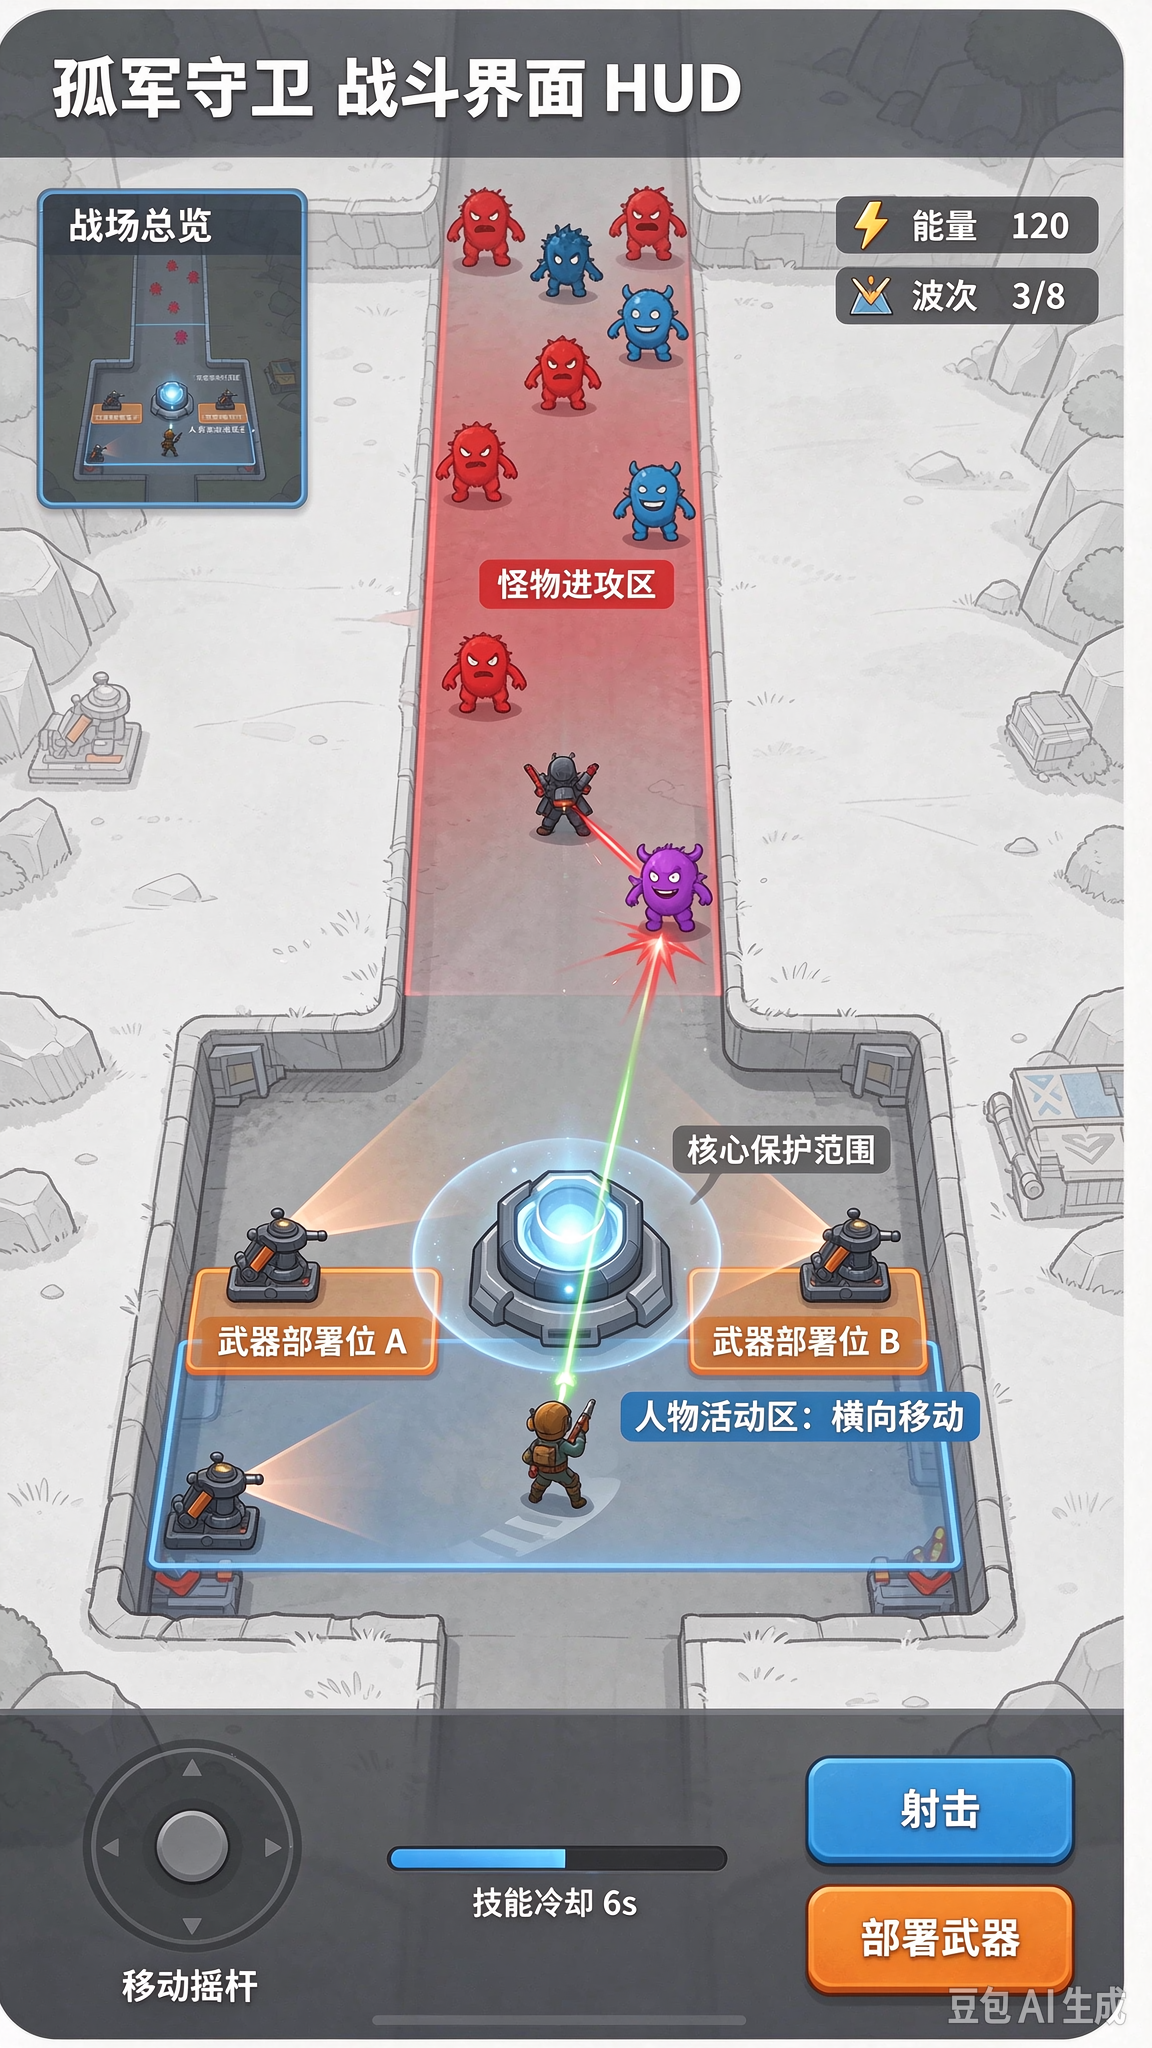 孤军守卫 战斗界面 HUD
战场总览
能量 120
波次 3/8
怪物进攻区
核心保护范围
武器部署位 A
武器部署位 B
人物活动区：横向移动
射击
技能冷却 6s
部署武器
移动摇杆
豆包AI生成